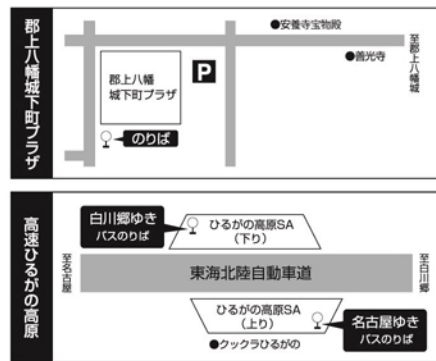 郡上八幡城下町プラザ
●安養寺宝物殿
至郡上八幡城
●善光寺
P
郡上八幡
城下町プラザ
のりば
高速ひるがの高原
白川郷ゆき
バスのりば
ひるがの高原SA
(下り)
至名古屋
東海北陸自動車道
至白川郷
ひるがの高原SA
(上り)
名古屋ゆき
バスのりば
●クックラひるがの